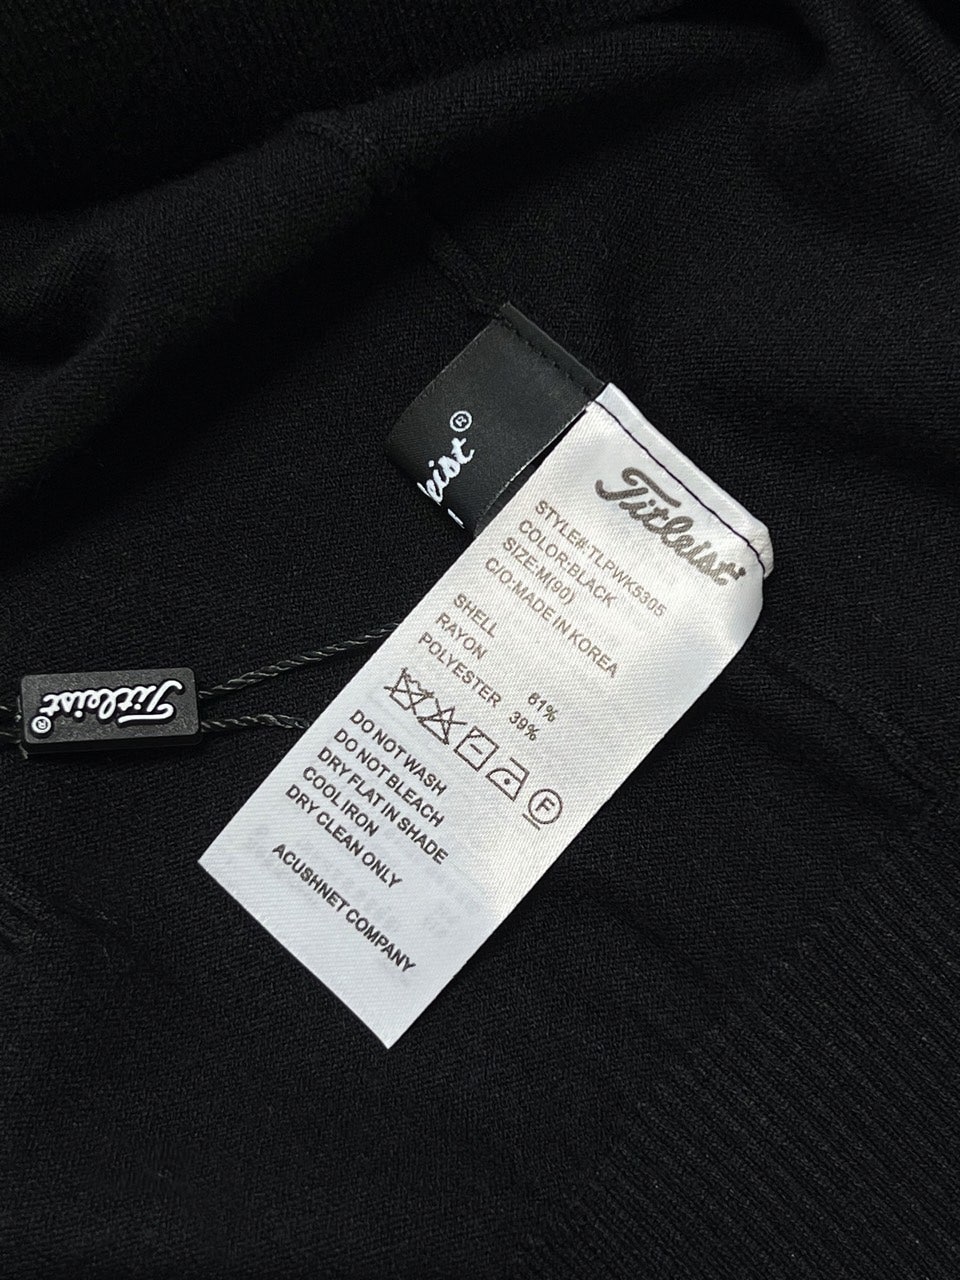 Titleist®
Titleist
STYLE#:TLPWK5305
COLOR:BLACK
SIZE:M(90)
C/O:MADE IN KOREA
SHELL
RAYON 61%
POLYESTER 39%
F
DO NOT WASH
DO NOT BLEACH
DRY FLAT IN SHADE
COOL IRON
DRY CLEAN ONLY
ACUSHNET COMPANY